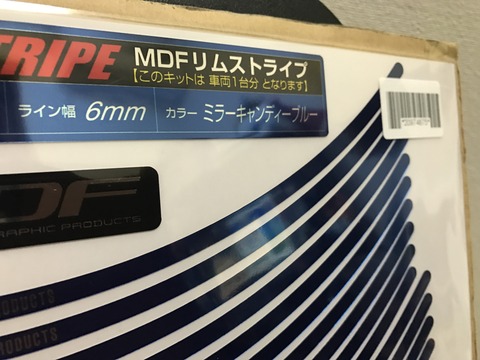 TRIPE MDFリムストライプ
【このキットは 車両1台分 となります】
ライン幅 6mm カラー ミラーキャンディーブルー
DF
RAPHIC PRODUCTS
PRODUCTS
PRODUCTS